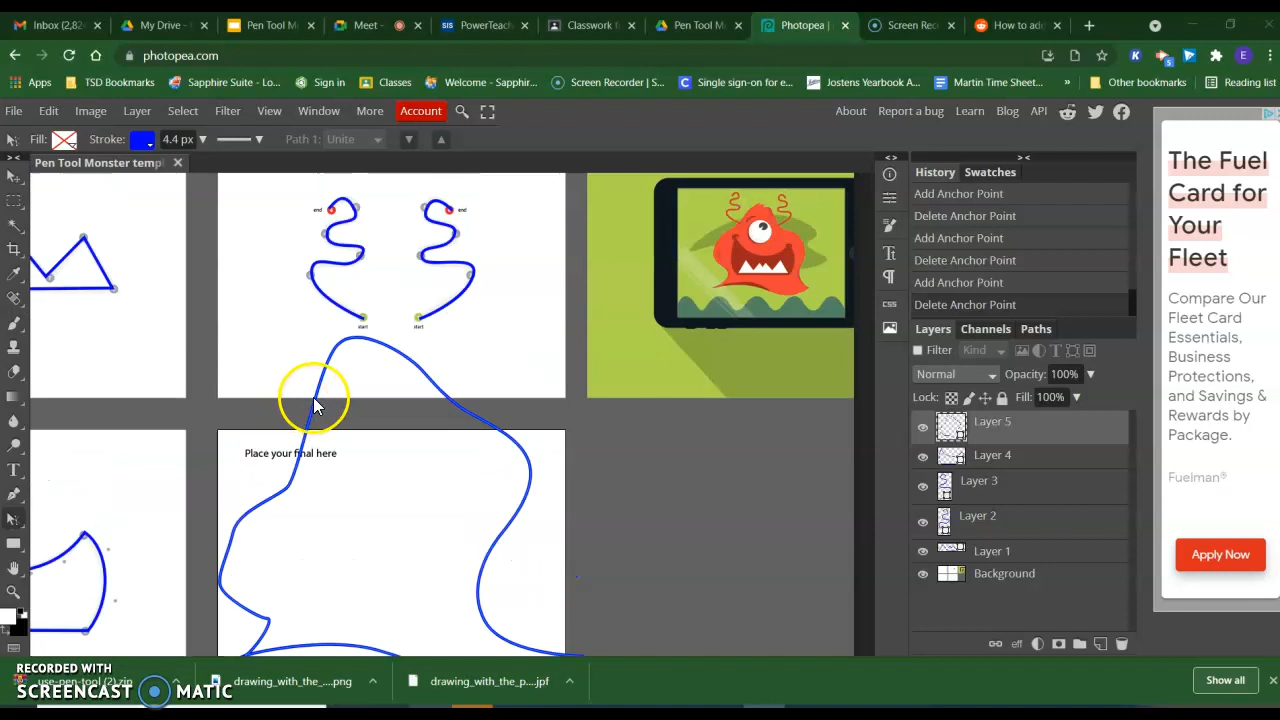 Inbox (2,82
My Drive -
Pen Tool M
Meet -
PowerTeach
Classwork f
Pen Tool M
Photopea |
Screen Rec
How to ad
photopea.com
Apps
TSD Bookmarks
Sapphire Suite - Lo...
Sign in
Classes
Welcome - Sapphir...
Screen Recorder | S...
Single sign-on for e...
Jostens Yearbook A...
Martin Time Sheet...
»
Other bookmarks
Reading list
File Edit Image Layer Select Filter View Window More Account
About Report a bug Learn Blog API
Fill: Stroke: 4.4 px Path 1: Unite
Pen Tool Monster templ
end
end
start
start
Place your final here
History Swatches
Add Anchor Point
Delete Anchor Point
Add Anchor Point
Delete Anchor Point
Add Anchor Point
Delete Anchor Point
Layers Channels Paths
Filter Kind
Normal Opacity: 100%
Lock: Fill: 100%
Layer 5
Layer 4
Layer 3
Layer 2
Layer 1
Background
off
CSS
The Fuel
Card for
Your
Fleet
Compare Our
Fleet Card
Essentials,
Business
Protections,
and Savings &
Rewards by
Package.
Fuelman®
Apply Now
RECORDED WITH
SCREENCAST MATIC
use-pen-tool (2).zip
drawing_with_the_....png
drawing_with_the_p....jpf
Show all